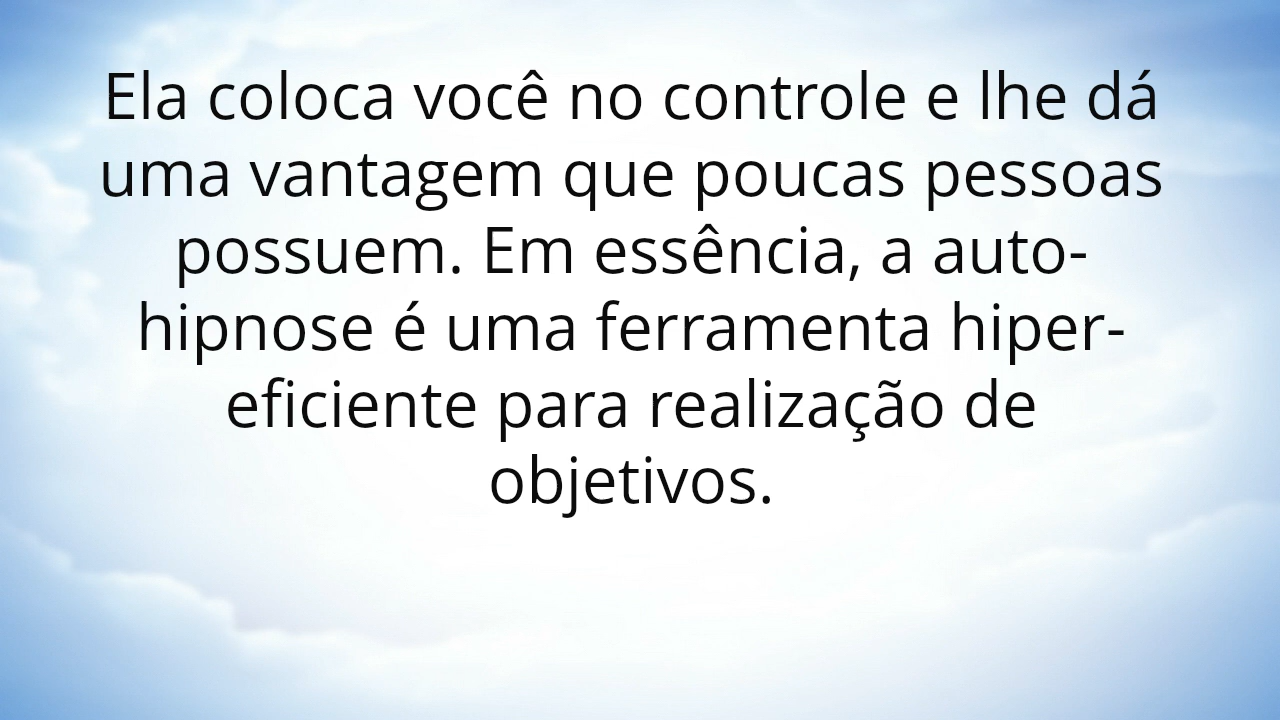 Ela coloca você no controle e lhe dá
uma vantagem que poucas pessoas
possuem. Em essência, a auto-
hipnose é uma ferramenta hiper-
eficiente para realização de
objetivos.